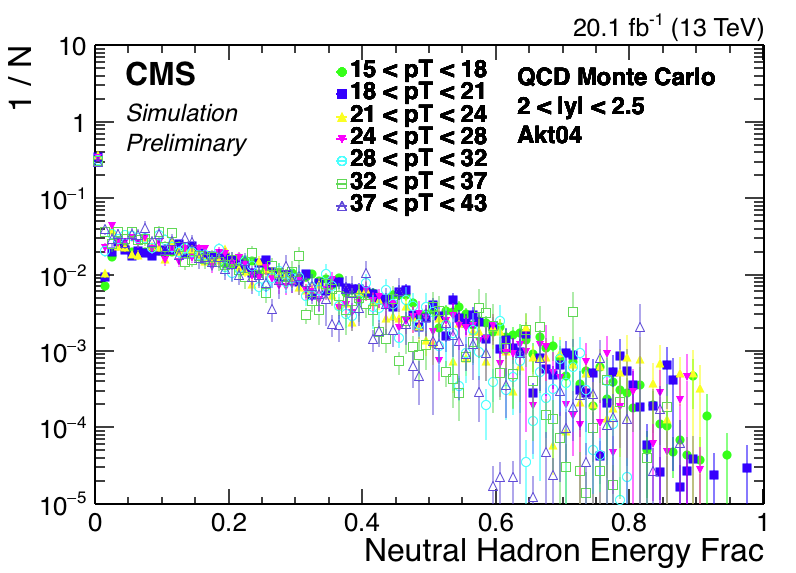 20.1 fb⁻¹ (13 TeV)
1 / N
CMS
Simulation
Preliminary
15 < pT < 18
18 < pT < 21
21 < pT < 24
24 < pT < 28
28 < pT < 32
32 < pT < 37
37 < pT < 43
QCD Monte Carlo
2 < lyl < 2.5
Akt04
10
1
10⁻¹
10⁻²
10⁻³
10⁻⁴
10⁻⁵
0 0.2 0.4 0.6 0.8 1
Neutral Hadron Energy Frac